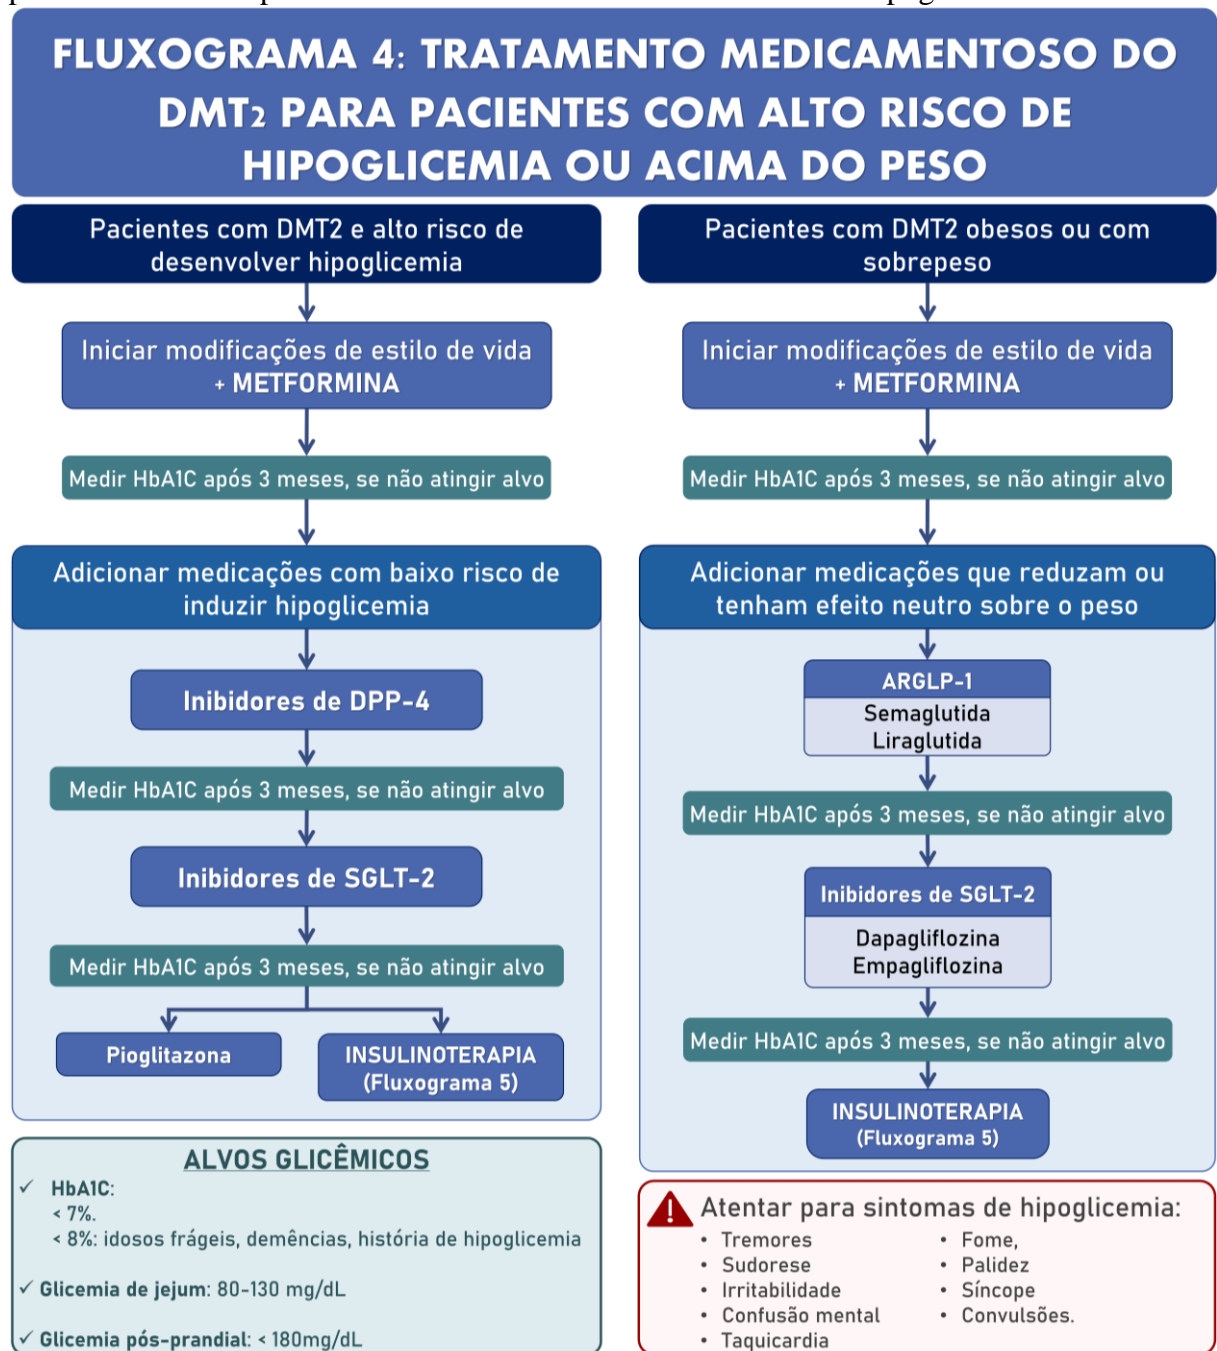 FLUXOGRAMA 4: TRATAMENTO MEDICAMENTOSO DO
DMT2 PARA PACIENTES COM ALTO RISCO DE
HIPOGLICEMIA OU ACIMA DO PESO
Pacientes com DMT2 e alto risco de
desenvolver hipoglicemia
Iniciar modificações de estilo de vida
+ METFORMINA
Medir HbA1C após 3 meses, se não atingir alvo
Adicionar medicações com baixo risco de
induzir hipoglicemia
Inibidores de DPP-4
Medir HbA1C após 3 meses, se não atingir alvo
Inibidores de SGLT-2
Medir HbA1C após 3 meses, se não atingir alvo
Pioglitazona
INSULINOTERAPIA
(Fluxograma 5)
Pacientes com DMT2 obesos ou com
sobrepeso
Iniciar modificações de estilo de vida
+ METFORMINA
Medir HbA1C após 3 meses, se não atingir alvo
Adicionar medicações que reduzam ou
tenham efeito neutro sobre o peso
ARGLP-1
Semaglutida
Liraglutida
Medir HbA1C após 3 meses, se não atingir alvo
Inibidores de SGLT-2
Dapagliflozina
Empagliflozina
Medir HbA1C após 3 meses, se não atingir alvo
INSULINOTERAPIA
(Fluxograma 5)
ALVOS GLICÊMICOS
✓ HbA1C:
< 7%.
< 8%: idosos frágeis, demências, história de hipoglicemia
✓ Glicemia de jejum: 80-130 mg/dL
✓ Glicemia pós-prandial: < 180mg/dL
Atentar para sintomas de hipoglicemia:
• Tremores
• Sudorese
• Irritabilidade
• Confusão mental
• Taquicardia
• Fome,
• Palidez
• Síncope
• Convulsões.